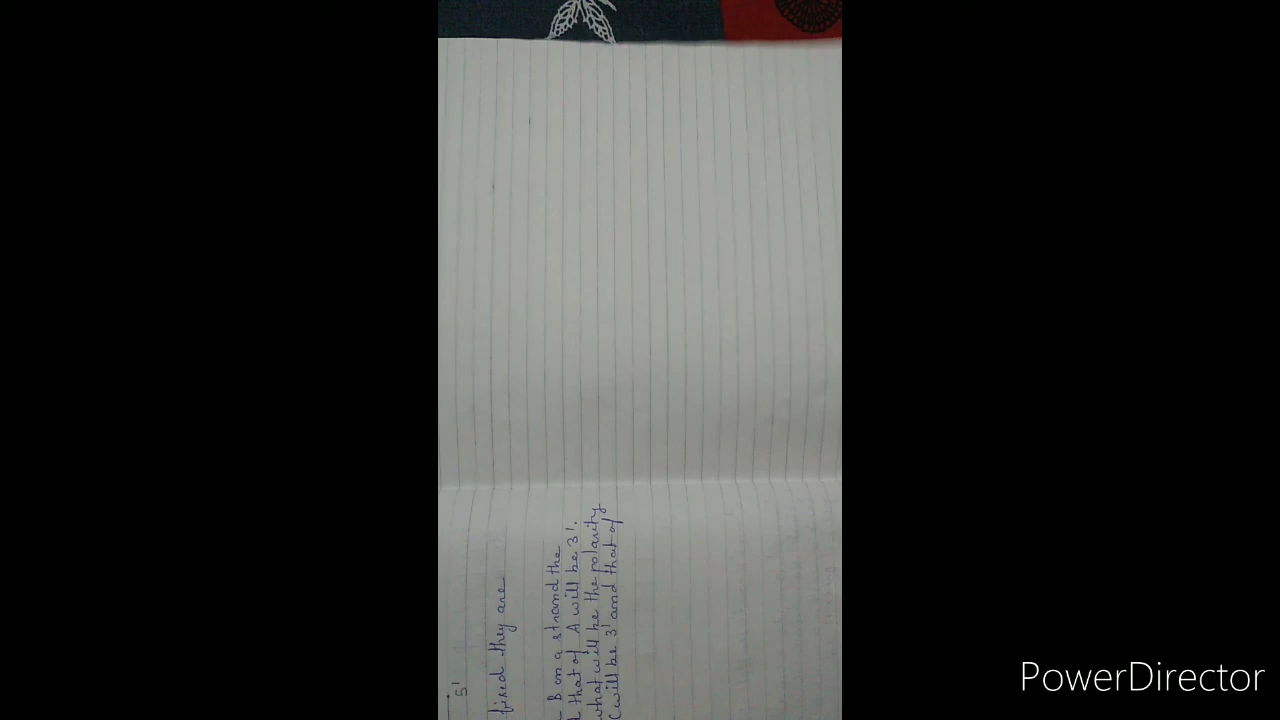 5'
fixed they are
B on a strand the
that of A will be 3'.
what will be the polarity
C will be 3' and that of
PowerDirector